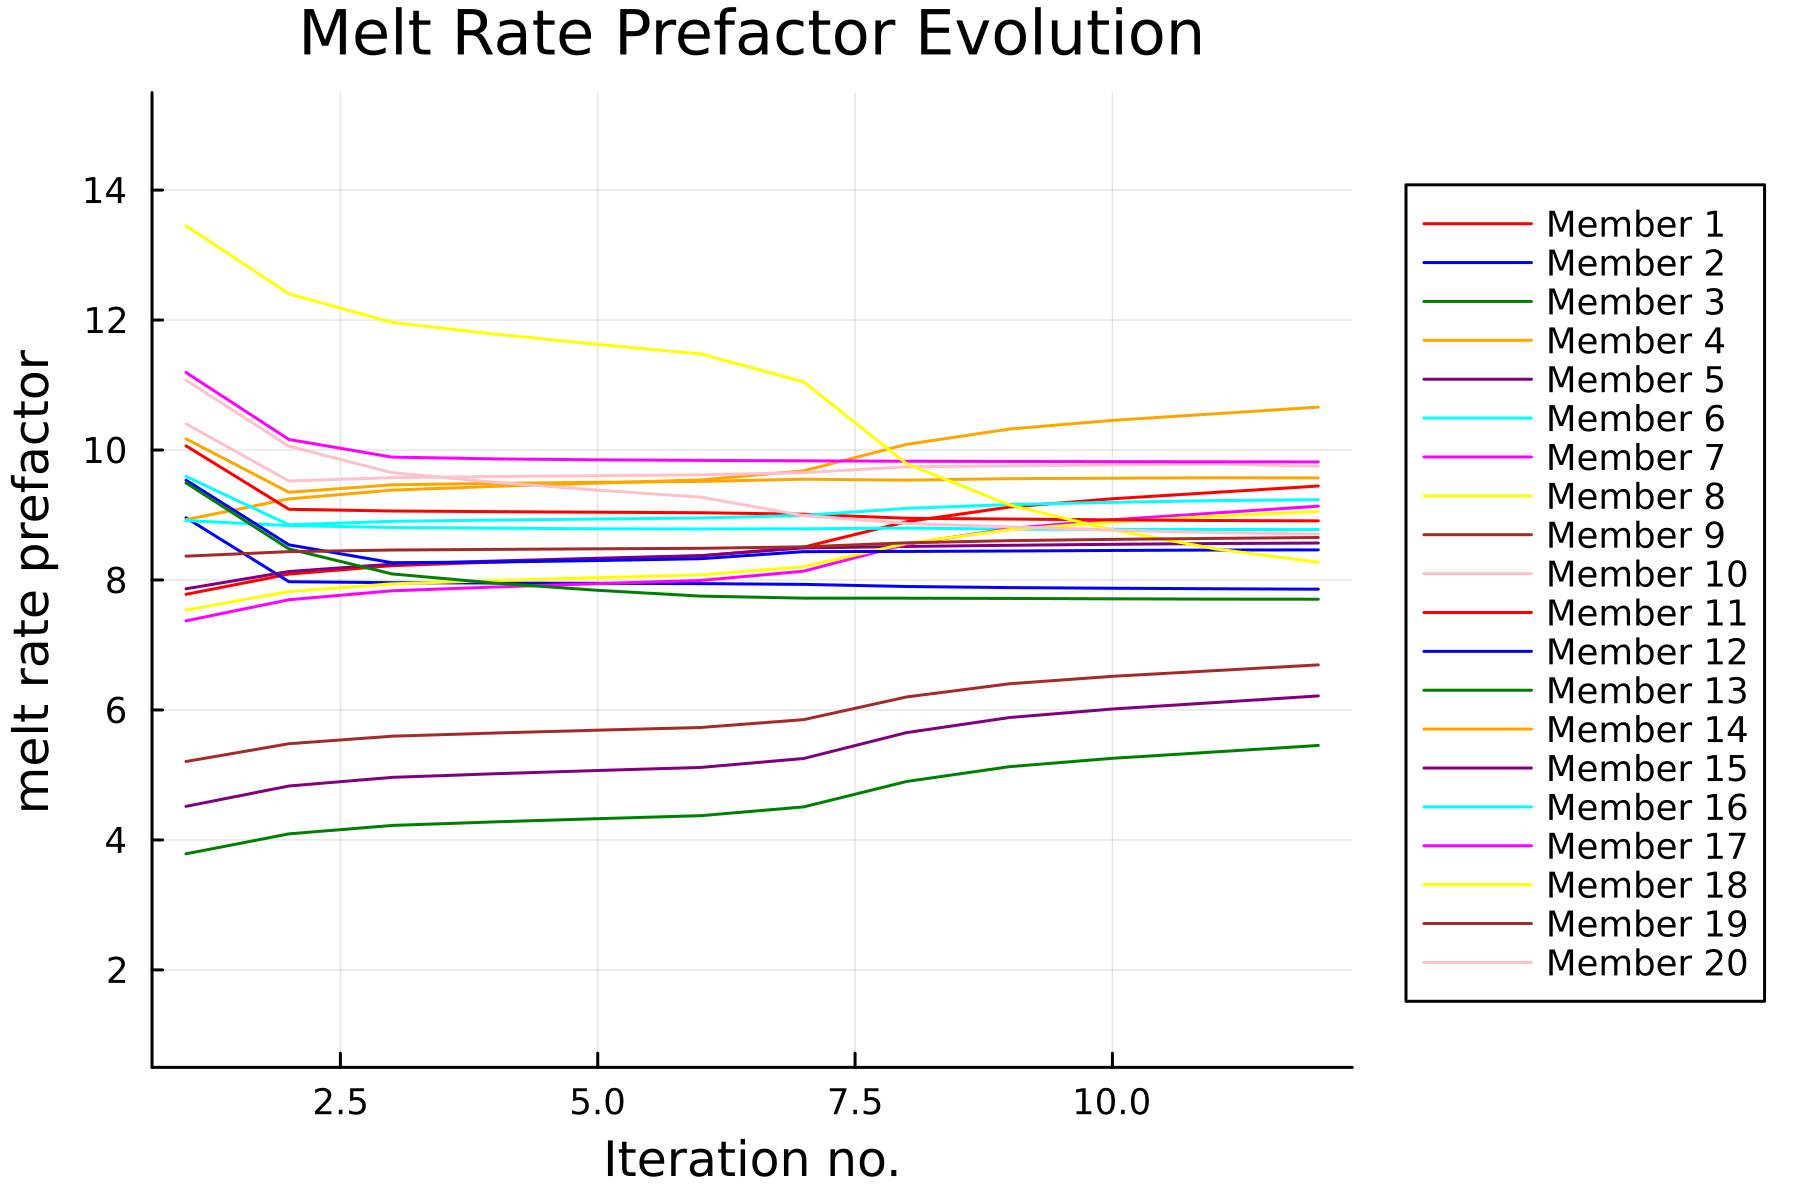 Melt Rate Prefactor Evolution
melt rate prefactor
14
12
10
8
6
4
2
2.5 5.0 7.5 10.0
Iteration no.
Member 1
Member 2
Member 3
Member 4
Member 5
Member 6
Member 7
Member 8
Member 9
Member 10
Member 11
Member 12
Member 13
Member 14
Member 15
Member 16
Member 17
Member 18
Member 19
Member 20